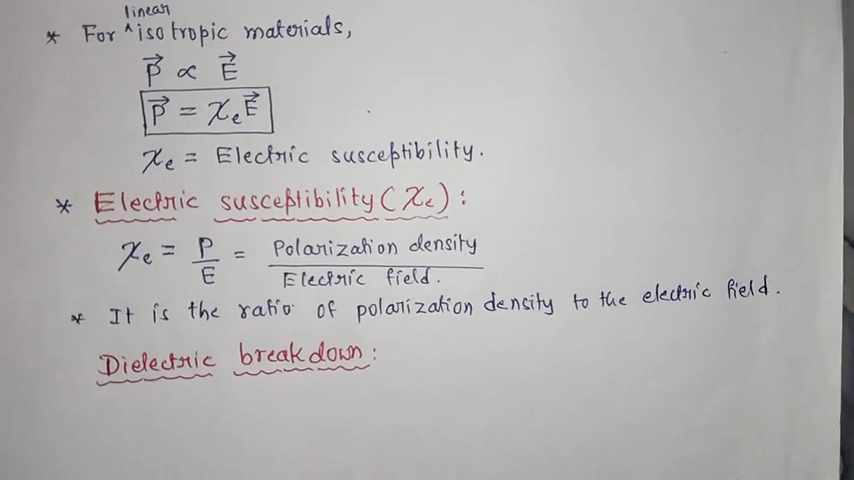 * For ^linear isotropic materials,
P⃗ ∝ E⃗
P⃗ = χₑE⃗
χₑ = Electric susceptibility.
* Electric susceptibility (χₑ) :
χₑ = P/E = Polarization density / Electric field.
* It is the ratio of polarization density to the electric field.
Dielectric breakdown :